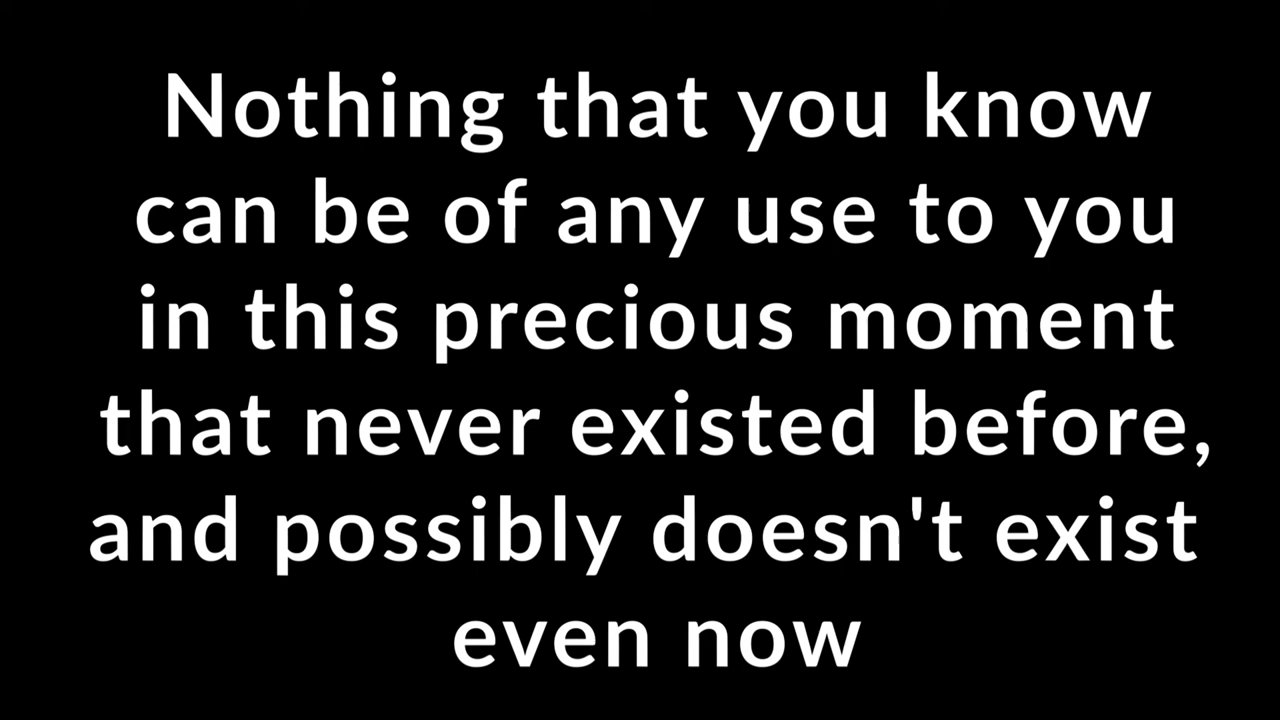 Nothing that you know
can be of any use to you
in this precious moment
that never existed before,
and possibly doesn't exist
even now